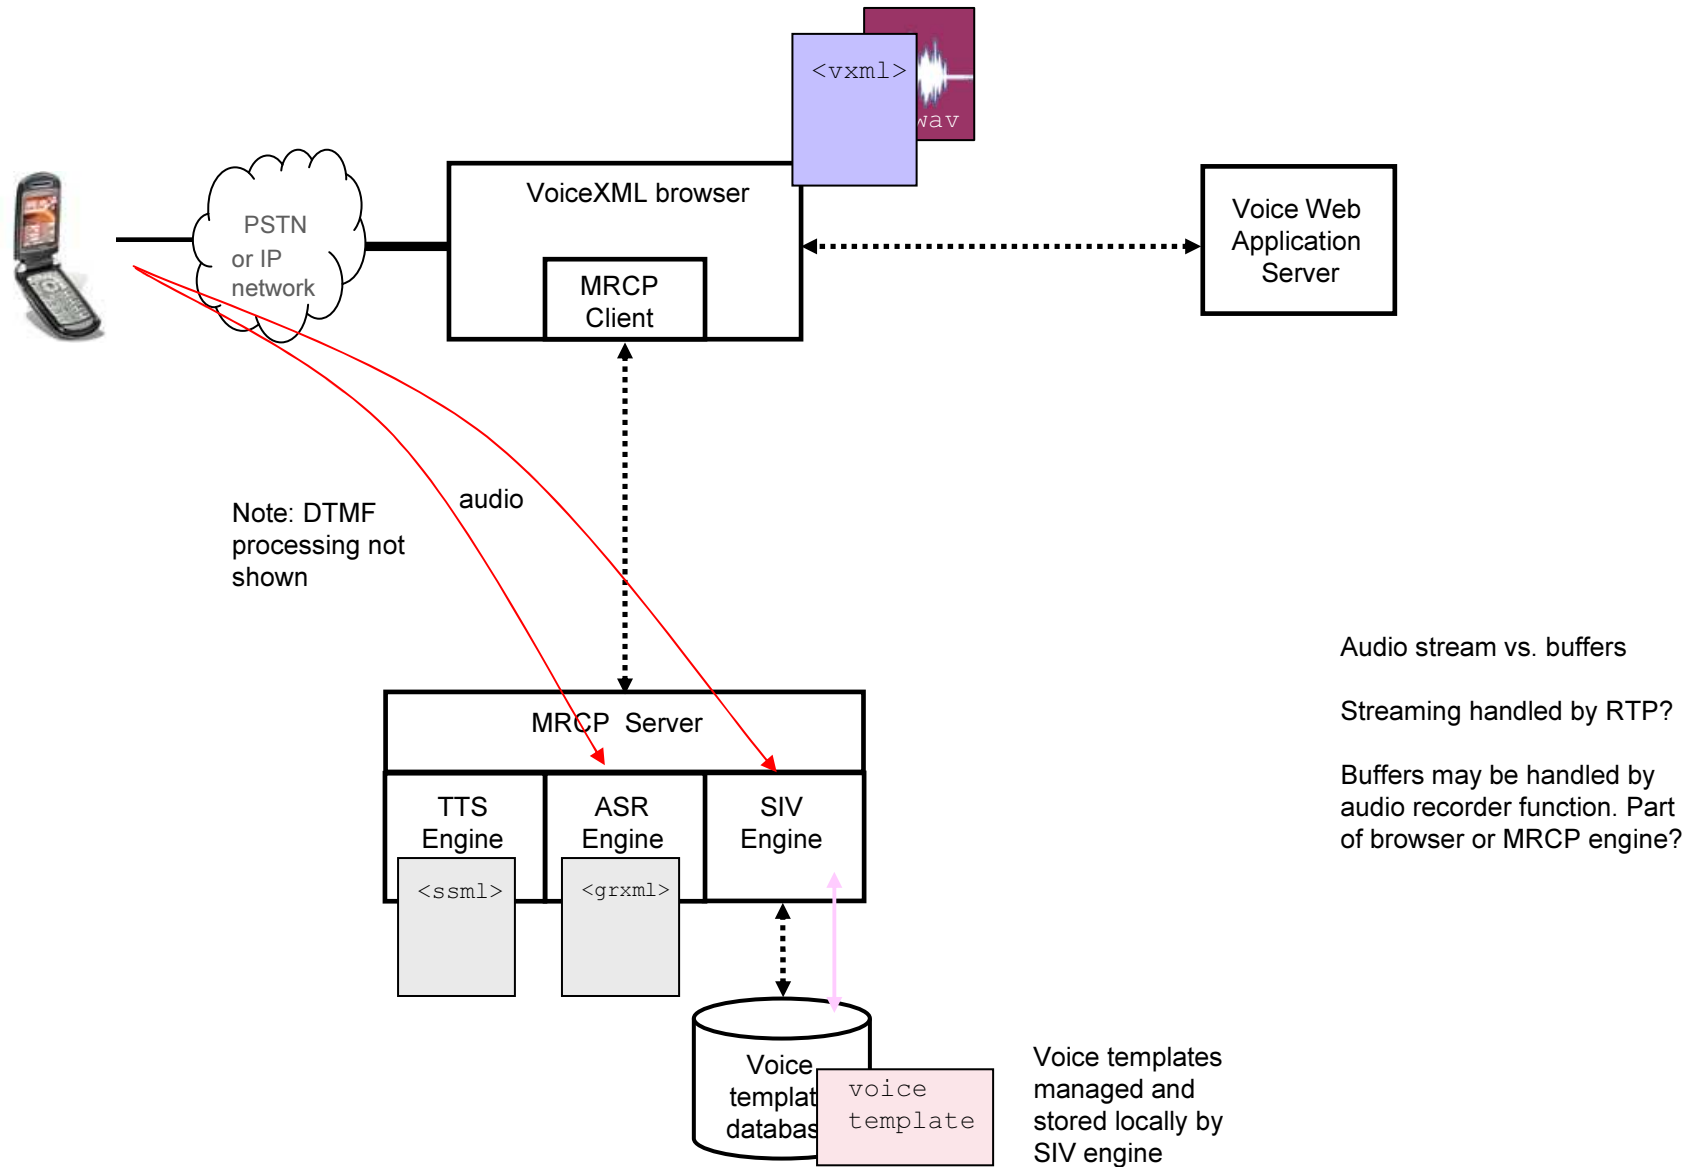 <vxml>
wav
VoiceXML browser
PSTN
or IP
network
MRCP
Client
Voice Web
Application
Server
audio
Note: DTMF
processing not
shown
Audio stream vs. buffers
Streaming handled by RTP?
Buffers may be handled by
audio recorder function. Part
of browser or MRCP engine?
MRCP Server
TTS
Engine
ASR
Engine
SIV
Engine
<ssml>
<grxml>
Voice
templat
databas
voice
template
Voice templates
managed and
stored locally by
SIV engine